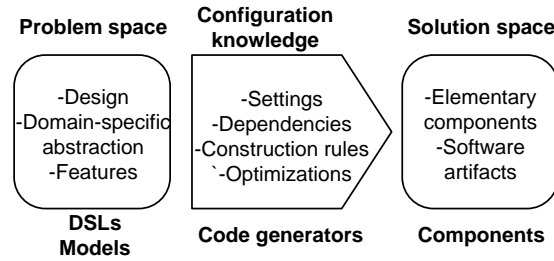 Problem space
Configuration
knowledge
Solution space
-Design
-Domain-specific
abstraction
-Features
-Settings
-Dependencies
-Construction rules
`-Optimizations
-Elementary
components
-Software
artifacts
DSLs
Models
Code generators
Components